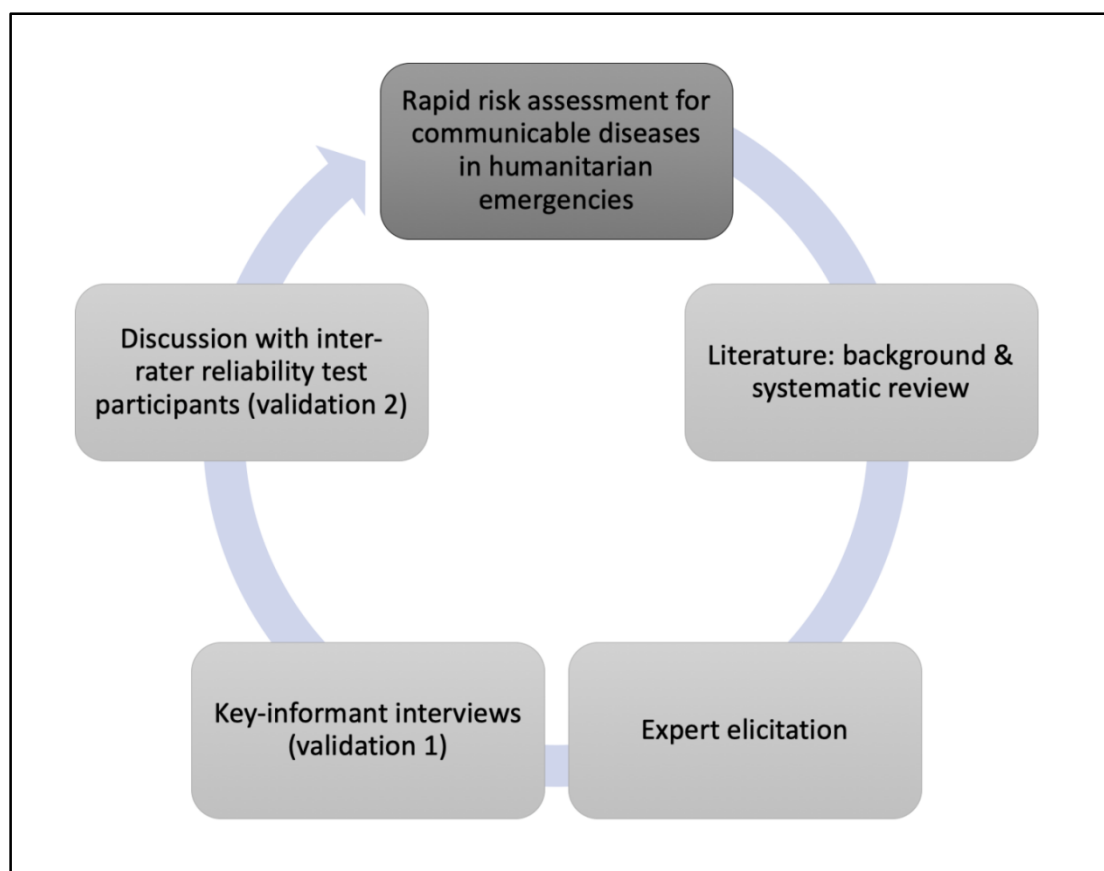 Rapid risk assessment for
communicable diseases
in humanitarian
emergencies
Literature: background &
systematic review
Expert elicitation
Key-informant interviews
(validation 1)
Discussion with inter-
rater reliability test
participants (validation 2)